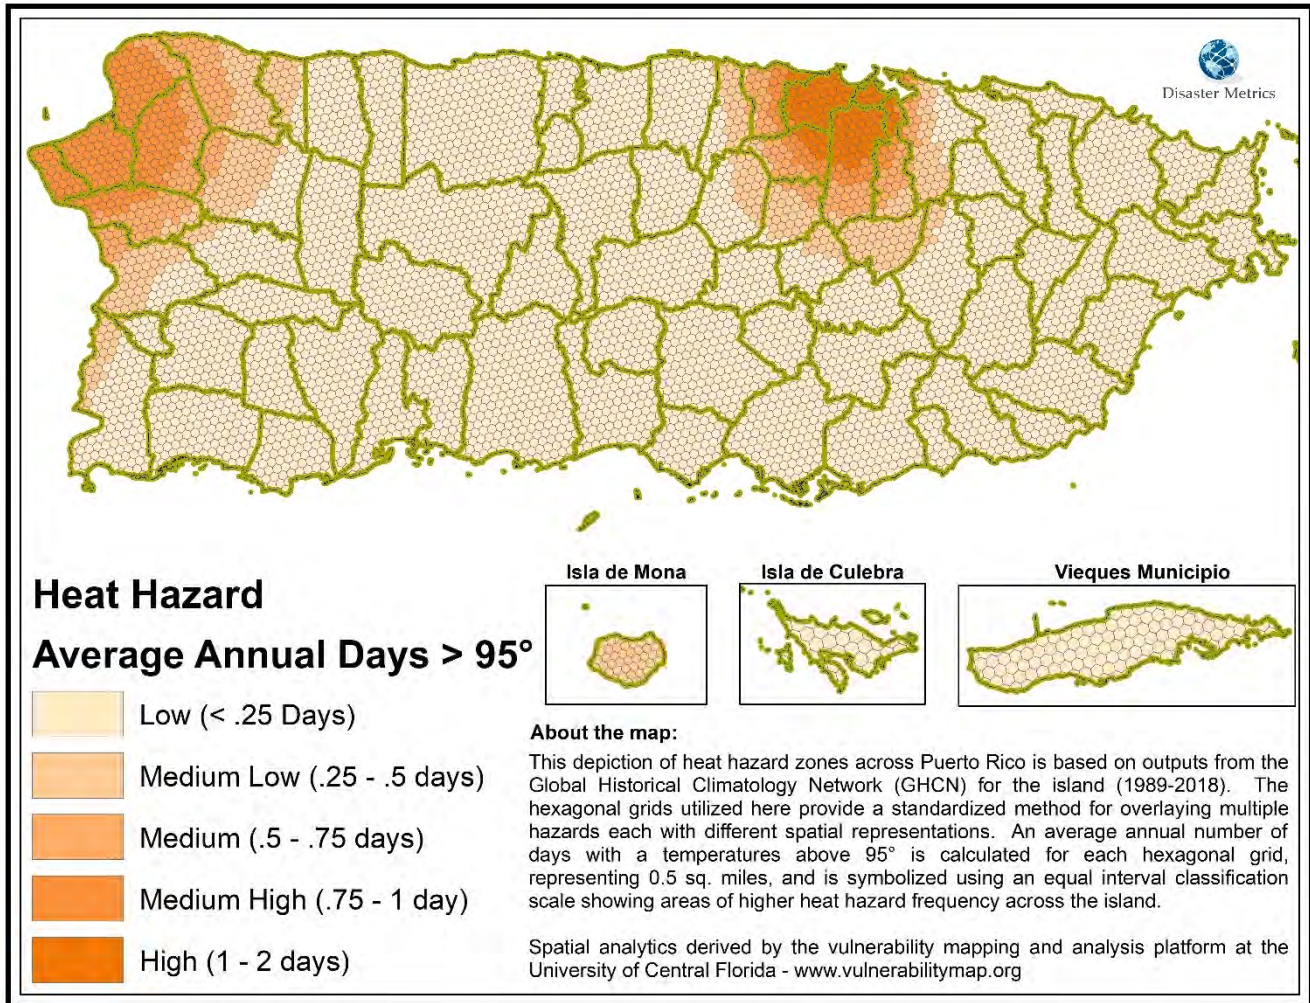 Disaster Metrics
Isla de Mona
Isla de Culebra
Vieques Municipio
Heat Hazard
Average Annual Days > 95°
Low (< .25 Days)
Medium Low (.25 - .5 days)
Medium (.5 - .75 days)
Medium High (.75 - 1 day)
High (1 - 2 days)
About the map:
This depiction of heat hazard zones across Puerto Rico is based on outputs from the
Global Historical Climatology Network (GHCN) for the island (1989-2018). The
hexagonal grids utilized here provide a standardized method for overlaying multiple
hazards each with different spatial representations. An average annual number of
days with a temperatures above 95° is calculated for each hexagonal grid,
representing 0.5 sq. miles, and is symbolized using an equal interval classification
scale showing areas of higher heat hazard frequency across the island.
Spatial analytics derived by the vulnerability mapping and analysis platform at the
University of Central Florida - www.vulnerabilitymap.org